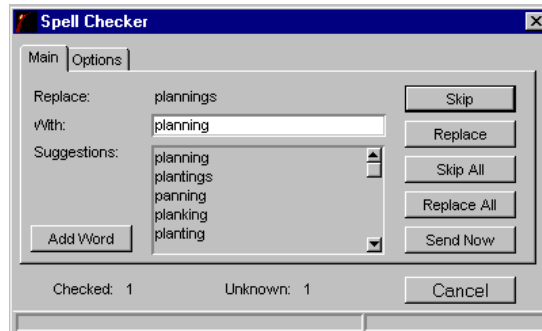 Spell Checker
Main Options
Replace: plannings
With: planning
Suggestions:
planning
plantings
panning
planking
planting
Add Word
Skip
Replace
Skip All
Replace All
Send Now
Checked: 1 Unknown: 1
Cancel